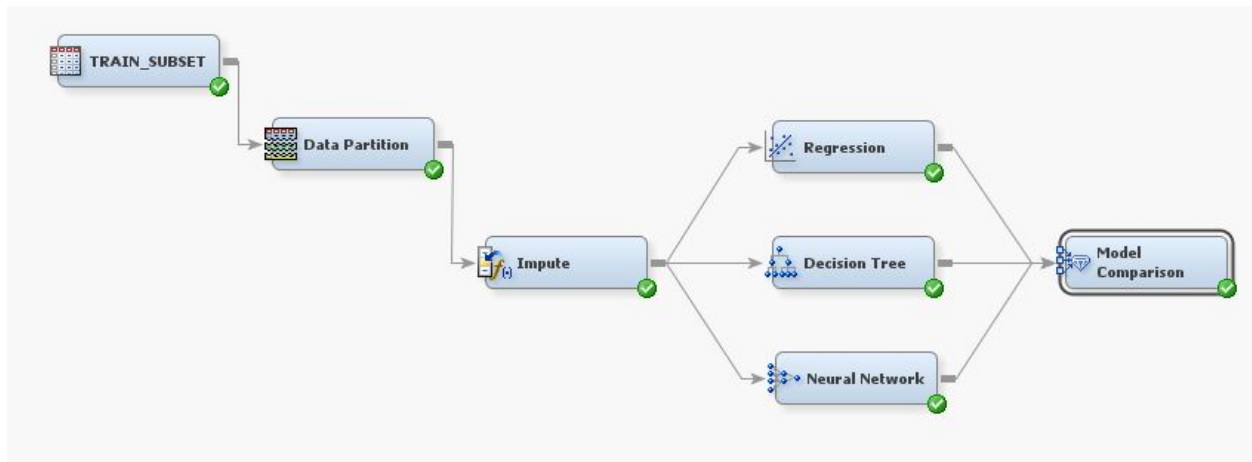 TRAIN_SUBSET
Data Partition
Impute
Regression
Decision Tree
Neural Network
Model
Comparison